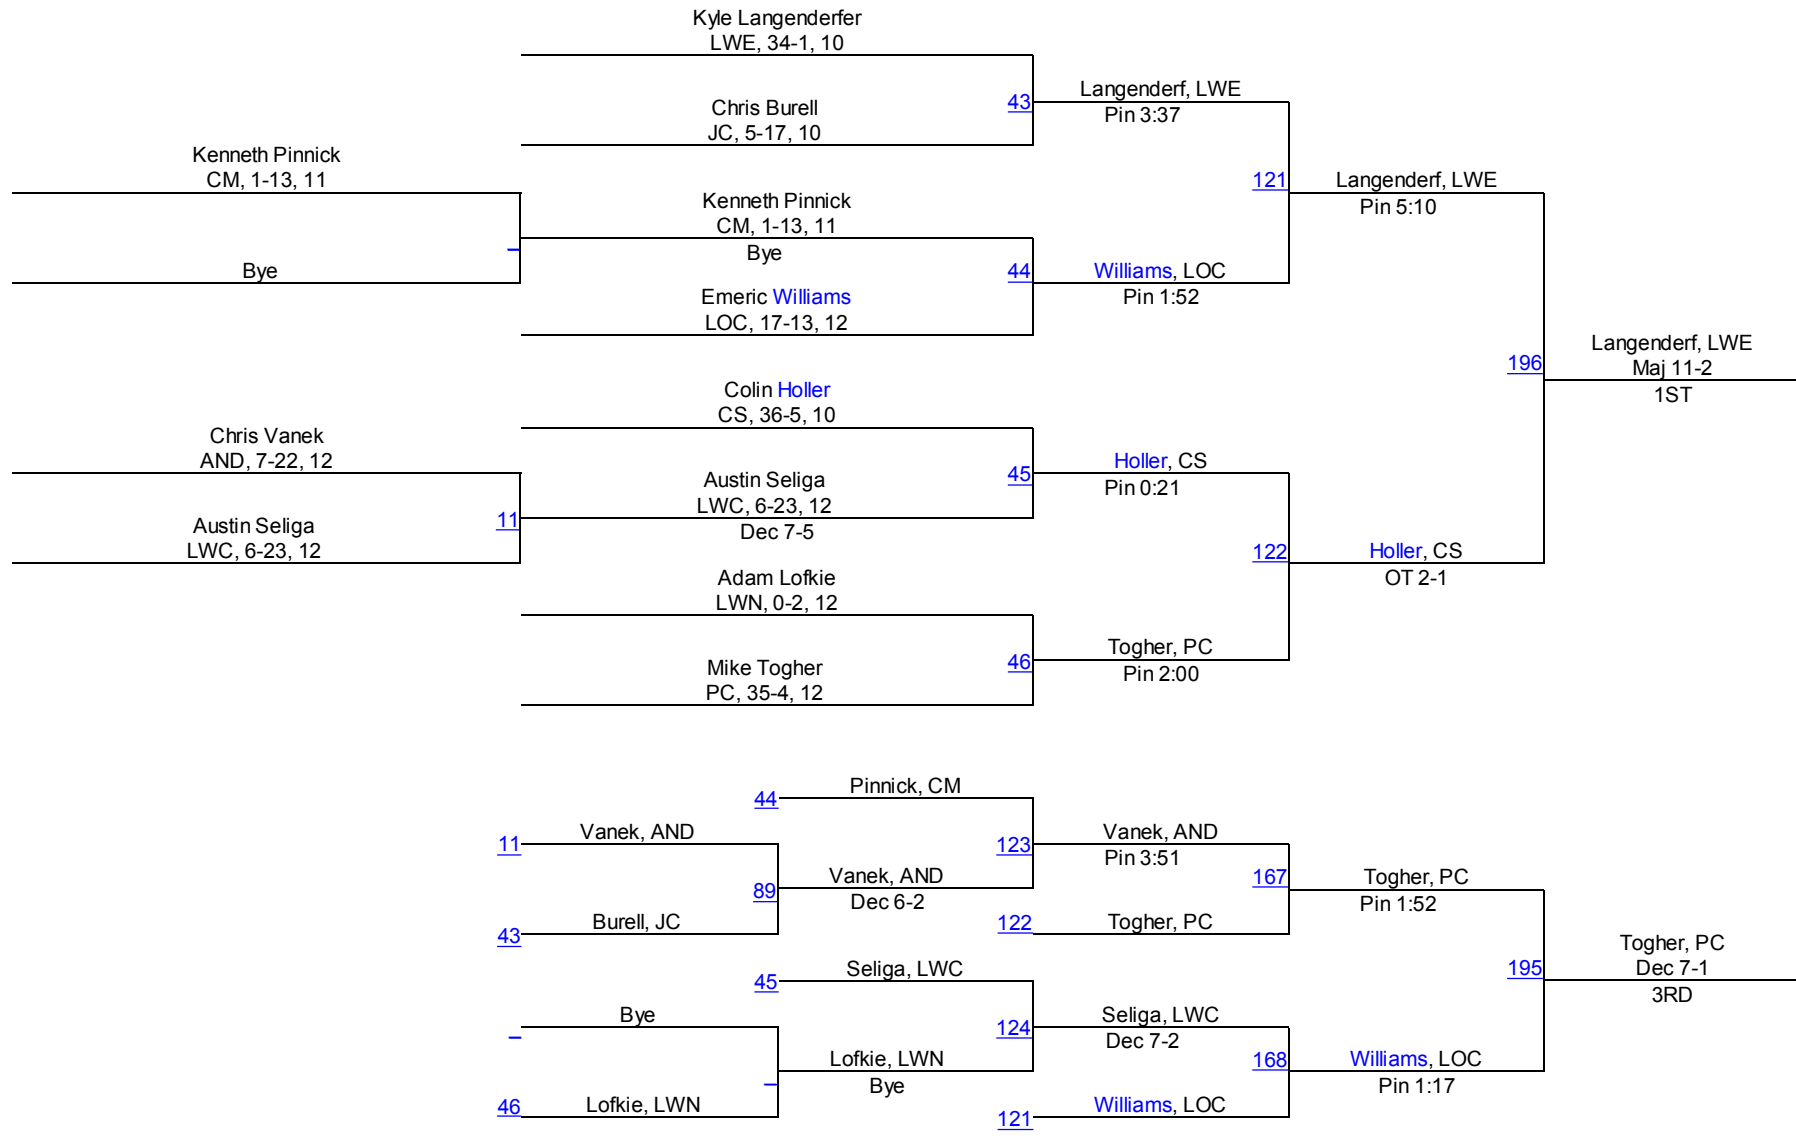 Kyle Langenderfer
LWE, 34-1, 10
43
Langenderf, LWE
Pin 3:37
Chris Burell
JC, 5-17, 10
Kenneth Pinnick
CM, 1-13, 11
121
Langenderf, LWE
Pin 5:10
Kenneth Pinnick
CM, 1-13, 11
Bye
Bye
44
Williams, LOC
Pin 1:52
Emeric Williams
LOC, 17-13, 12
196
Langenderf, LWE
Maj 11-2
1ST
Colin Holler
CS, 36-5, 10
Chris Vanek
AND, 7-22, 12
45
Holler, CS
Pin 0:21
Austin Seliga
LWC, 6-23, 12
Dec 7-5
11
Austin Seliga
LWC, 6-23, 12
122
Holler, CS
OT 2-1
Adam Lofkie
LWN, 0-2, 12
46
Togher, PC
Pin 2:00
Mike Togher
PC, 35-4, 12
44
Pinnick, CM
11
Vanek, AND
123
Vanek, AND
Pin 3:51
89
Vanek, AND
Dec 6-2
167
Togher, PC
Pin 1:52
43
Burell, JC
122
Togher, PC
45
Seliga, LWC
195
Togher, PC
Dec 7-1
3RD
Bye
124
Seliga, LWC
Dec 7-2
Lofkie, LWN
Bye
168
Williams, LOC
Pin 1:17
46
Lofkie, LWN
121
Williams, LOC